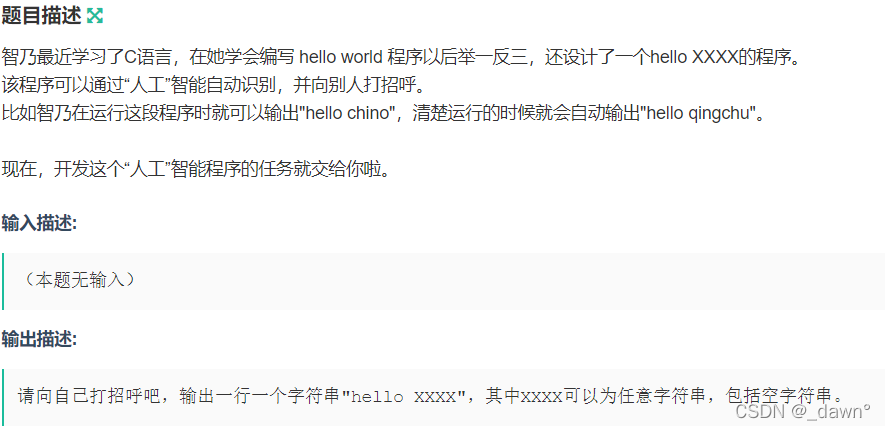 题目描述
智乃最近学习了C语言，在她学会编写 hello world 程序以后举一反三，还设计了一个hello XXXX的程序。
该程序可以通过“人工”智能自动识别，并向别人打招呼。
比如智乃在运行这段程序时就可以输出"hello chino"，清楚运行的时候就会自动输出"hello qingchu"。
现在，开发这个“人工”智能程序的任务就交给你啦。
输入描述:
（本题无输入）
输出描述:
请向自己打招呼吧，输出一行一个字符串"hello XXXX"，其中XXXX可以为任意字符串，包括空字符串。
CSDN @_dawn°